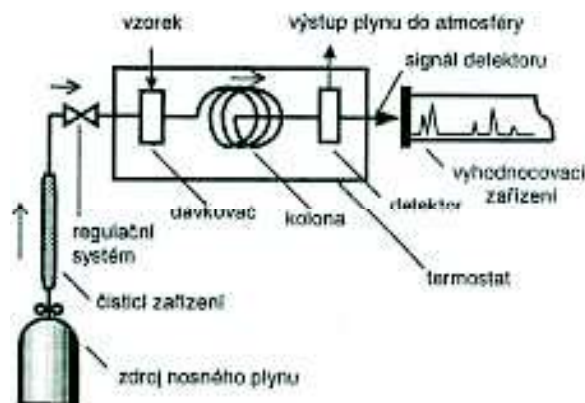 vzorek
výstup plynu do atmosféry
signál detektoru
vyhodnocovací
zařízení
dávkovač
kolona
detektor
regulační
systém
termostat
čisticí zařízení
zdroj nosného plynu